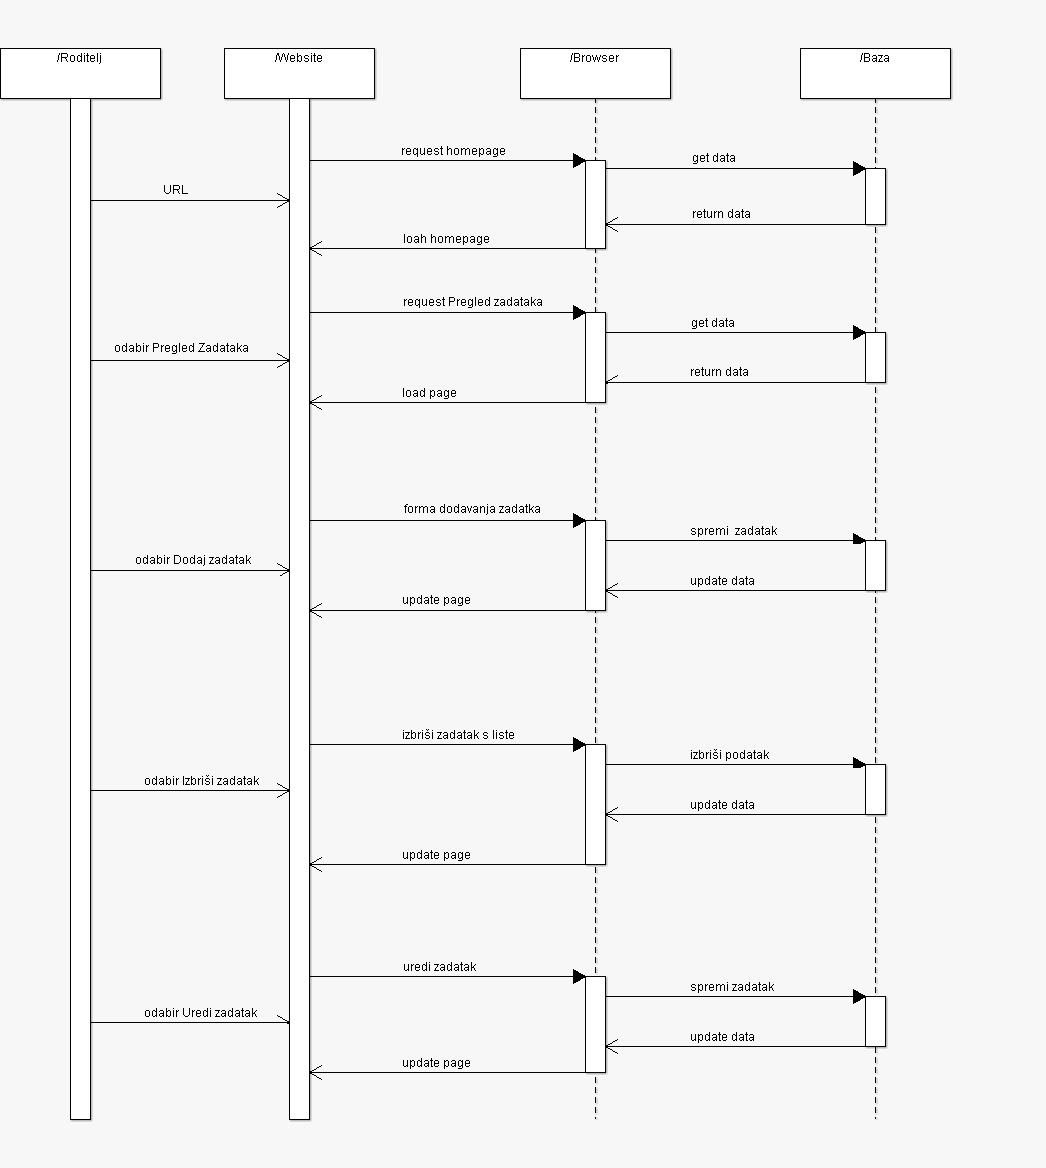 /Roditelj
/Website
/Browser
/Baza
request homepage
get data
URL
return data
loah homepage
request Pregled zadataka
get data
odabir Pregled Zadataka
return data
load page
forma dodavanja zadatka
spremi  zadatak
odabir Dodaj zadatak
update data
update page
izbriši zadatak s liste
izbriši podatak
odabir Izbriši zadatak
update data
update page
uredi zadatak
spremi zadatak
odabir Uredi zadatak
update data
update page